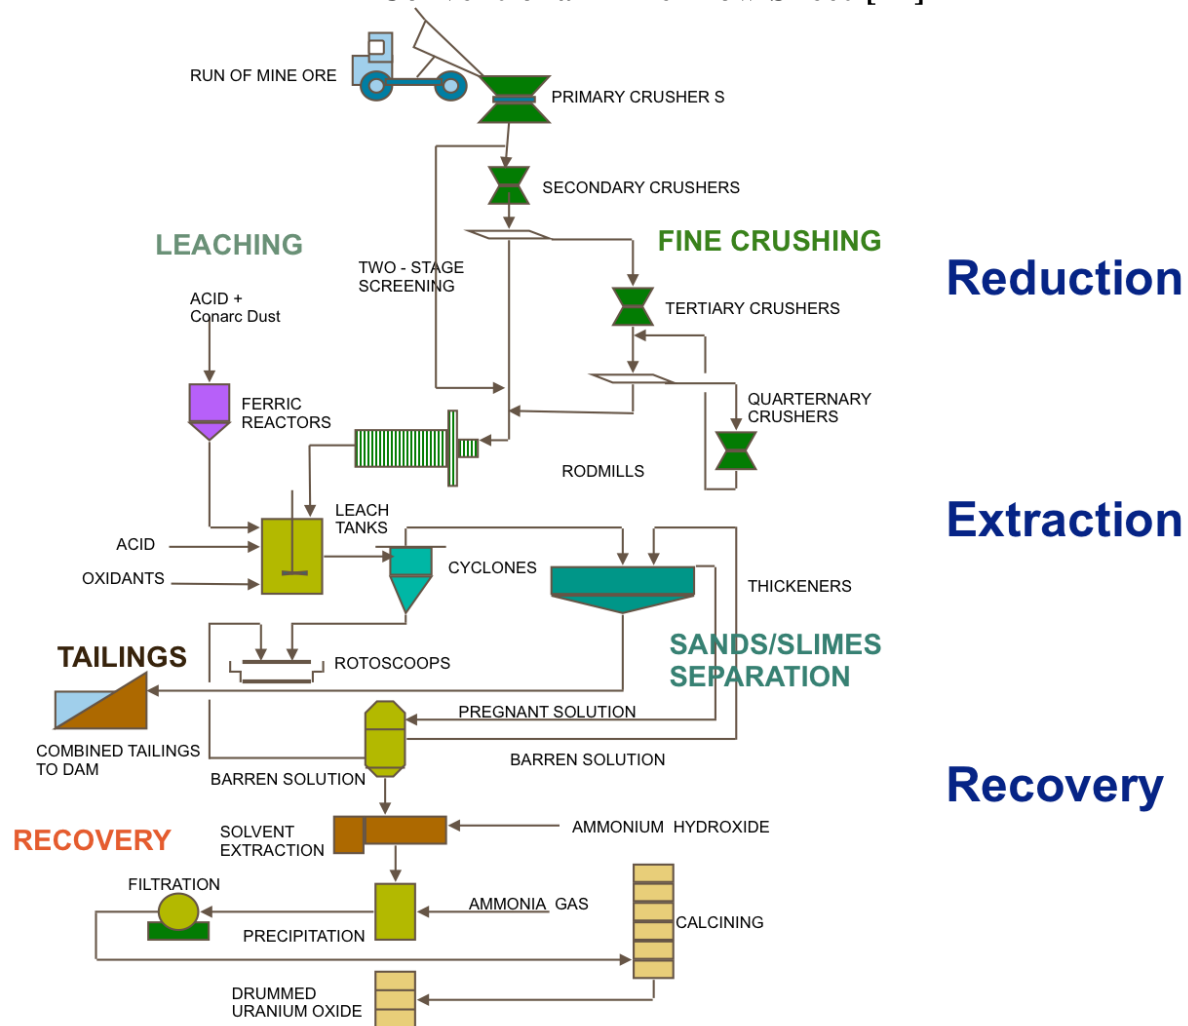 RUN OF MINE ORE
PRIMARY CRUSHER S
SECONDARY CRUSHERS
LEACHING
FINE CRUSHING
TWO - STAGE
SCREENING
Reduction
ACID +
Conarc Dust
TERTIARY CRUSHERS
FERRIC
REACTORS
QUARTERNARY
CRUSHERS
RODMILLS
LEACH
TANKS
Extraction
ACID
OXIDANTS
CYCLONES
THICKENERS
TAILINGS
ROTOSCOOPS
SANDS/SLIMES
SEPARATION
PREGNANT SOLUTION
COMBINED TAILINGS
TO DAM
BARREN SOLUTION
BARREN SOLUTION
Recovery
RECOVERY
SOLVENT
EXTRACTION
AMMONIUM HYDROXIDE
FILTRATION
AMMONIA GAS
PRECIPITATION
CALCINING
DRUMMED
URANIUM OXIDE